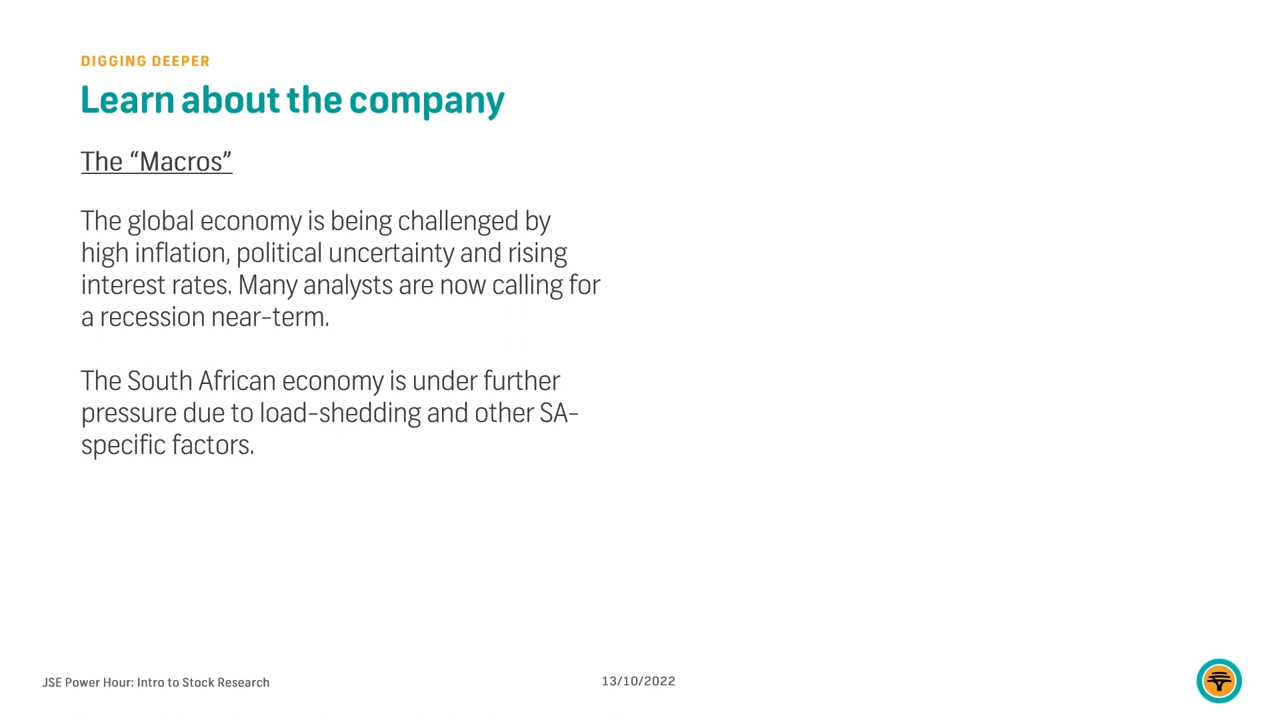 DIGGING DEEPER
Learn about the company
The “Macros”
The global economy is being challenged by
high inflation, political uncertainty and rising
interest rates. Many analysts are now calling for
a recession near-term.
The South African economy is under further
pressure due to load-shedding and other SA-
specific factors.
JSE Power Hour: Intro to Stock Research
13/10/2022